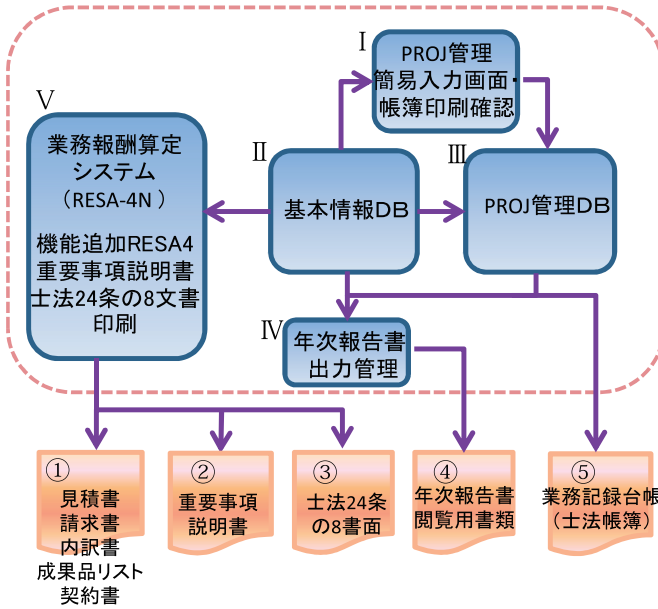 Ⅰ
PROJ管理
簡易入力画面・
帳簿印刷確認
Ⅴ
業務報酬算定
システム
（RESA-4N）
機能追加RESA4
重要事項説明書
士法24条の8文書
印刷
Ⅱ
基本情報DB
Ⅲ
PROJ管理DB
Ⅳ
年次報告書
出力管理
①
見積書
請求書
内訳書
成果品リスト
契約書
②
重要事項
説明書
③
士法24条
の8書面
④
年次報告書
閲覧用書類
⑤
業務記録台帳
（士法帳簿）